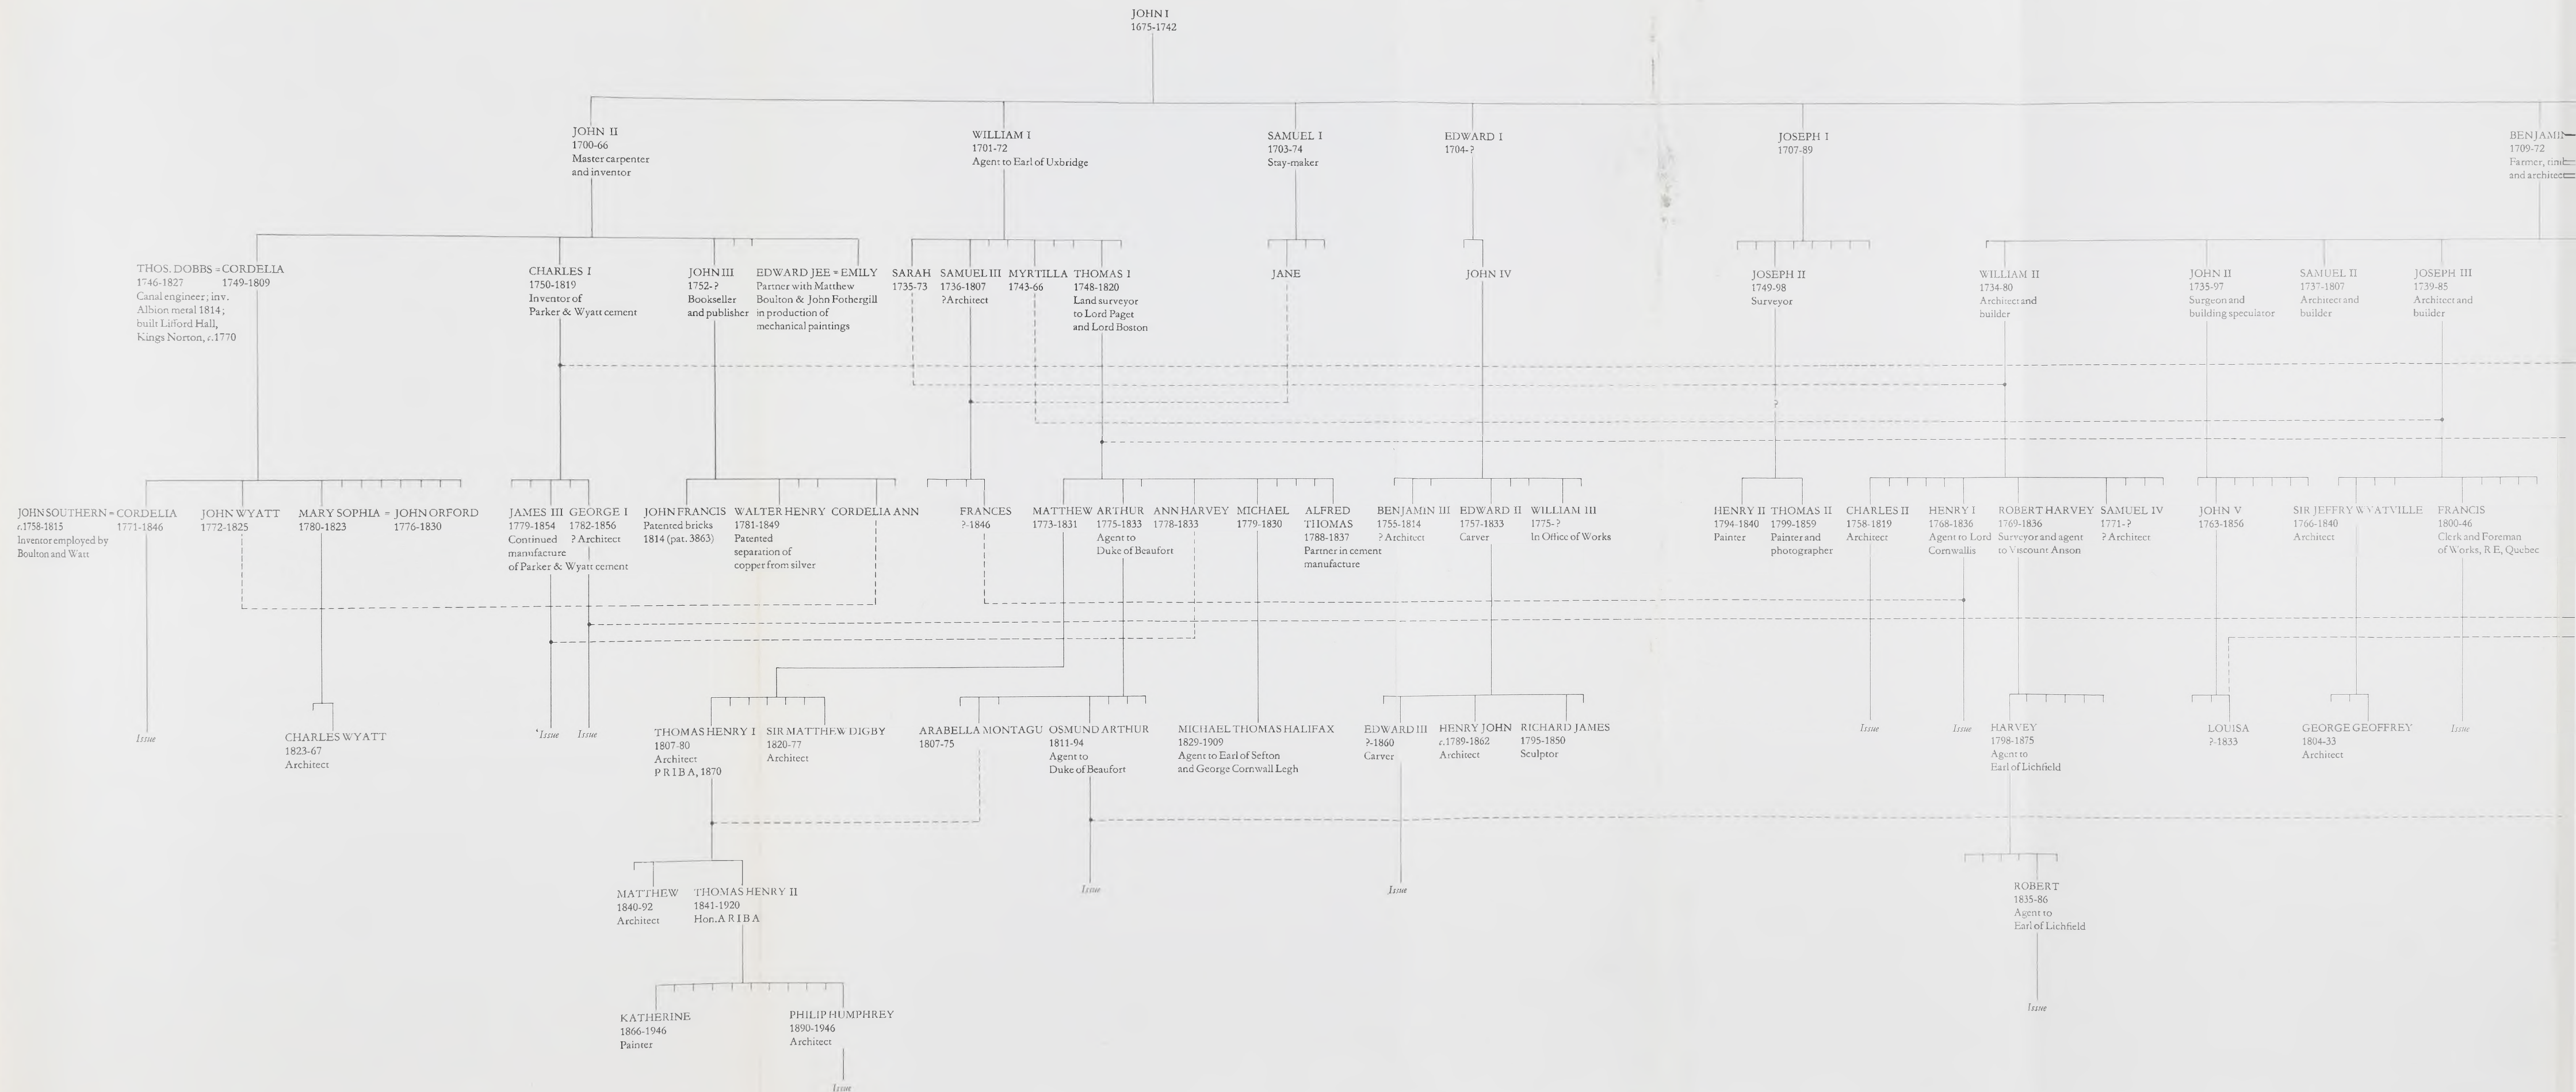 JOHN I
1675-1742
JOHN II
1700-66
Master carpenter
and inventor
WILLIAM I
1701-72
Agent to Earl of Uxbridge
SAMUEL I
1703-74
Stay-maker
EDWARD I
1704-?
JOSEPH I
1707-89
BENJAMIN
1709-72
Farmer,
and architect
THOS. DOBBS = CORDELIA
1746-1827 1749-1809
Canal engineer; inv.
Albion metal 1814;
built Lifford Hall,
Kings Norton, c.1770
CHARLES I
1750-1819
Inventor of
Parker & Wyatt cement
JOHN III
1752-?
Bookseller
and publisher
EDWARD JEE = EMILY
Partner with Matthew
Boulton & John Fothergill
in production of
mechanical paintings
SARAH
1735-73
SAMUEL III
1736-1807
?Architect
MYRTILLA
1743-66
THOMAS I
1748-1820
Land surveyor
to Lord Paget
and Lord Boston
JANE
JOHN IV
JOSEPH II
1749-98
Surveyor
WILLIAM II
1734-80
Architect and
builder
JOHN II
1735-97
Surgeon and
building speculator
SAMUEL II
1737-1807
Architect and
builder
JOSEPH III
1739-85
Architect and
builder
?
JOHN SOUTHERN = CORDELIA
c.1758-1815 1771-1846
Inventor employed by
Boulton and Watt
JOHN WYATT
1772-1825
MARY SOPHIA = JOHN ORFORD
1780-1823 1776-1830
JAMES III
1779-1854
Continued
manufacture
of Parker & Wyatt cement
GEORGE I
1782-1856
? Architect
JOHN FRANCIS
Patented bricks
1814 (pat. 3863)
WALTER HENRY
1781-1849
Patented
separation of
copper from silver
CORDELIA ANN
FRANCES
?-1846
MATTHEW
1773-1831
ARTHUR
1775-1833
Agent to
Duke of Beaufort
ANN HARVEY
1778-1833
MICHAEL
1779-1830
ALFRED
THOMAS
1788-1837
Partner in cement
manufacture
BENJAMIN III
1755-1814
? Architect
EDWARD II
1757-1833
Carver
WILLIAM III
1775-?
In Office of Works
HENRY II
1794-1840
Painter
THOMAS II
1799-1859
Painter and
photographer
CHARLES II
1758-1819
Architect
HENRY I
1768-1836
Agent to Lord
Cornwallis
ROBERT HARVEY
1769-1836
Surveyor and agent
to Viscount Anson
SAMUEL IV
1771-?
? Architect
JOHN V
1763-1856
SIR JEFFRY WYATVILLE
1766-1840
Architect
FRANCIS
1800-46
Clerk and Foreman
of Works, R E, Quebec
Issue
CHARLES WYATT
1823-67
Architect
Issue
Issue
THOMAS HENRY I
1807-80
Architect
P R I B A, 1870
SIR MATTHEW DIGBY
1820-77
Architect
ARABELLA MONTAGU
1807-75
OSMUND ARTHUR
1811-94
Agent to
Duke of Beaufort
MICHAEL THOMAS HALIFAX
1829-1909
Agent to Earl of Sefton
and George Cornwall Legh
EDWARD III
?-1860
Carver
HENRY JOHN
c.1789-1862
Architect
RICHARD JAMES
1795-1850
Sculptor
Issue
Issue
HARVEY
1798-1875
Agent to
Earl of Lichfield
LOUISA
?-1833
GEORGE GEOFFREY
1804-33
Architect
Issue
MATTHEW
1840-92
Architect
THOMAS HENRY II
1841-1920
Hon. A R I B A
Issue
Issue
ROBERT
1835-86
Agent to
Earl of Lichfield
KATHERINE
1866-1946
Painter
PHILIP HUMPHREY
1890-1946
Architect
Issue
Issue